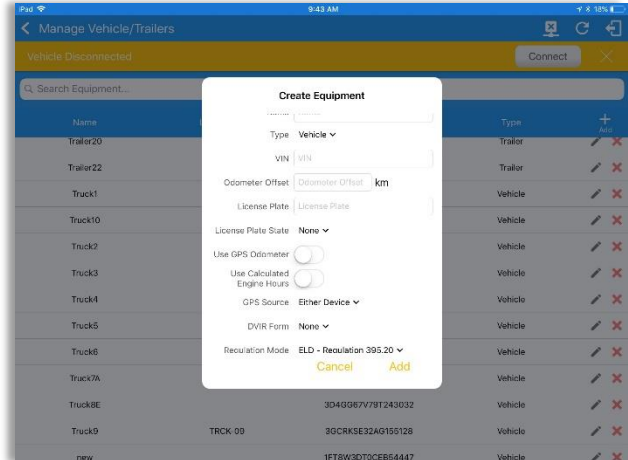 iPad
9:43 AM
18%
Manage Vehicle/Trailers
Vehicle Disconnected
Connect
Search Equipment...
Name
Type
Add
Create Equipment
Type Vehicle
VIN VIN
Odometer Offset Odometer Offset km
License Plate License Plate
License Plate State None
Use GPS Odometer
Use Calculated
Engine Hours
GPS Source Either Device
DVIR Form None
Regulation Mode ELD - Regulation 395.20
Cancel Add
Trailer20 Trailer
Trailer22 Trailer
Truck1 Vehicle
Truck10 Vehicle
Truck2 Vehicle
Truck3 Vehicle
Truck4 Vehicle
Truck5 Vehicle
Truck6 Vehicle
Truck7A Vehicle
Truck8E 3D4GG67V79T243032 Vehicle
Truck9 TRCK-09 3GCRKSE32AG155128 Vehicle
new 1FT8W3DT0CEB54447 Vehicle